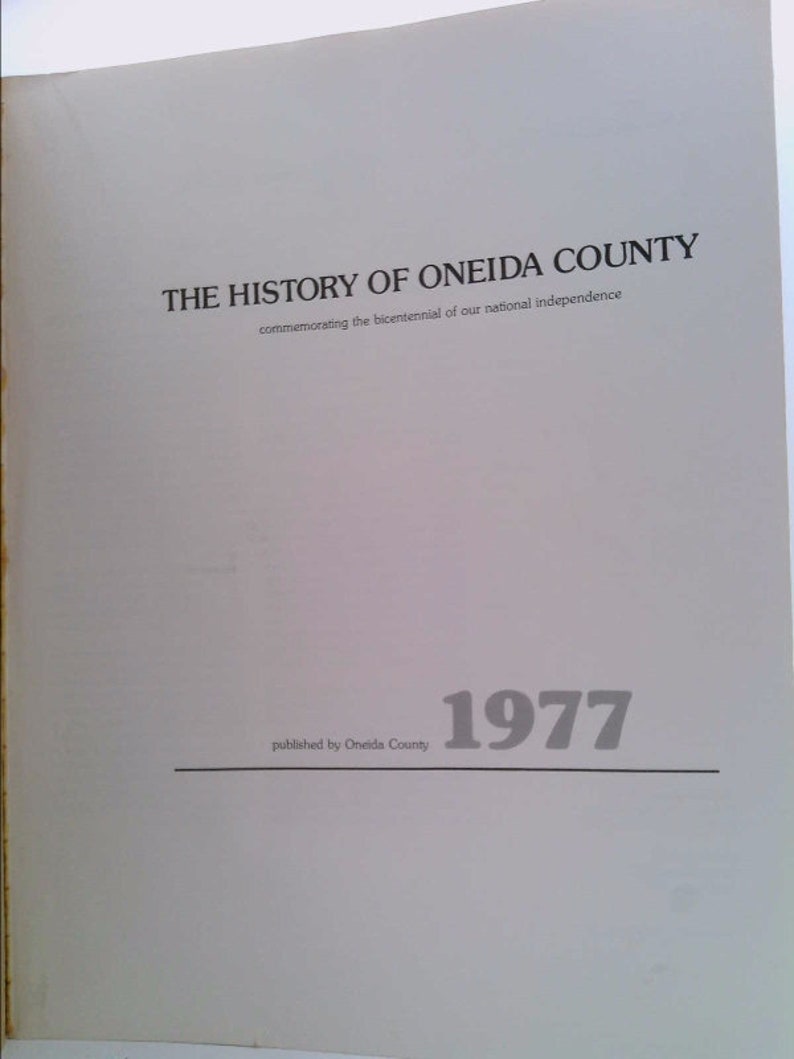 THE HISTORY OF ONEIDA COUNTY
commemorating the bicentennial of our national independence
published by Oneida County 1977